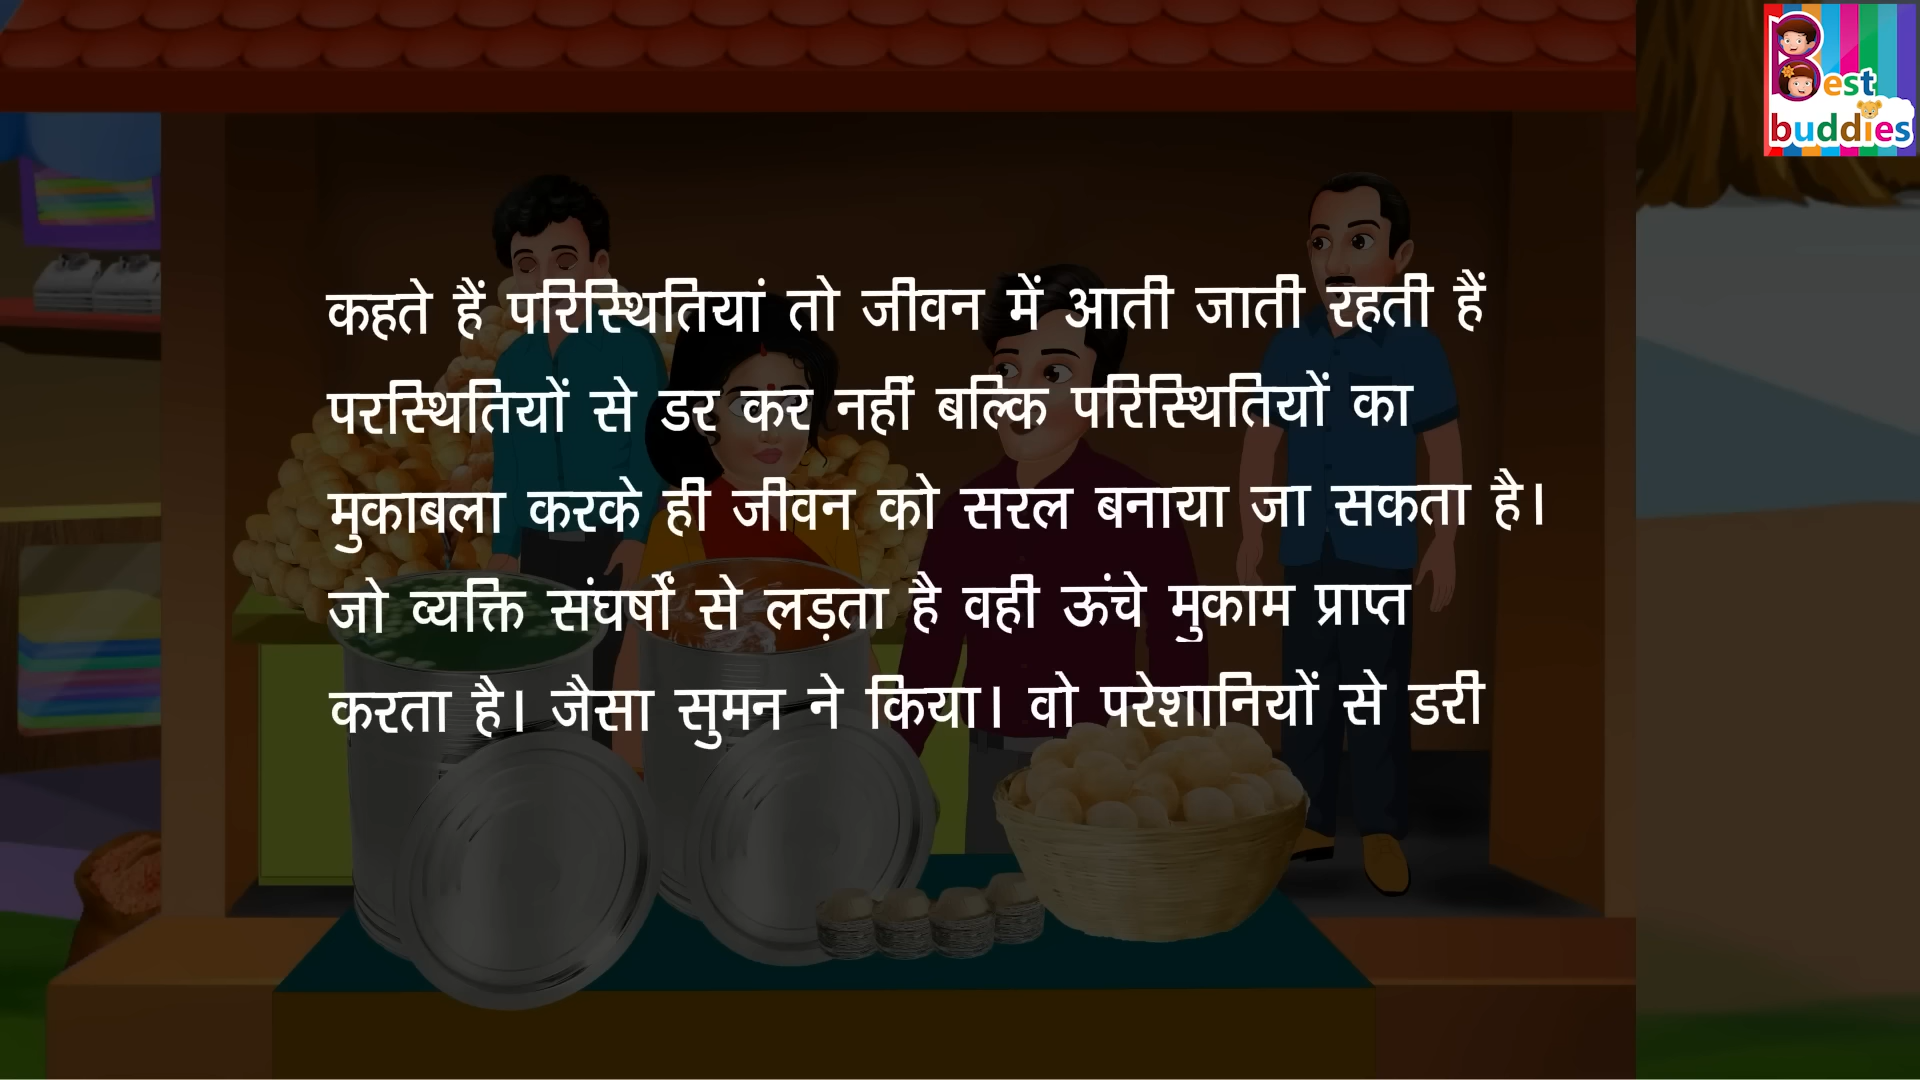 Best
buddies
कहते हैं परिस्थितियां तो जीवन में आती जाती रहती हैं
परस्थितियों से डर कर नहीं बल्कि परिस्थितियों का
मुकाबला करके ही जीवन को सरल बनाया जा सकता है।
जो व्यक्ति संघर्षों से लड़ता है वही ऊंचे मुकाम प्राप्त
करता है। जैसा सुमन ने किया। वो परेशानियों से डरी